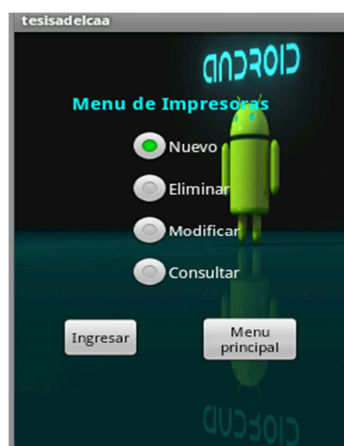 tesisadelcaa
ANDROID
Menu de Impresoras
Nuevo
Eliminar
Modificar
Consultar
Ingresar
Menu
principal